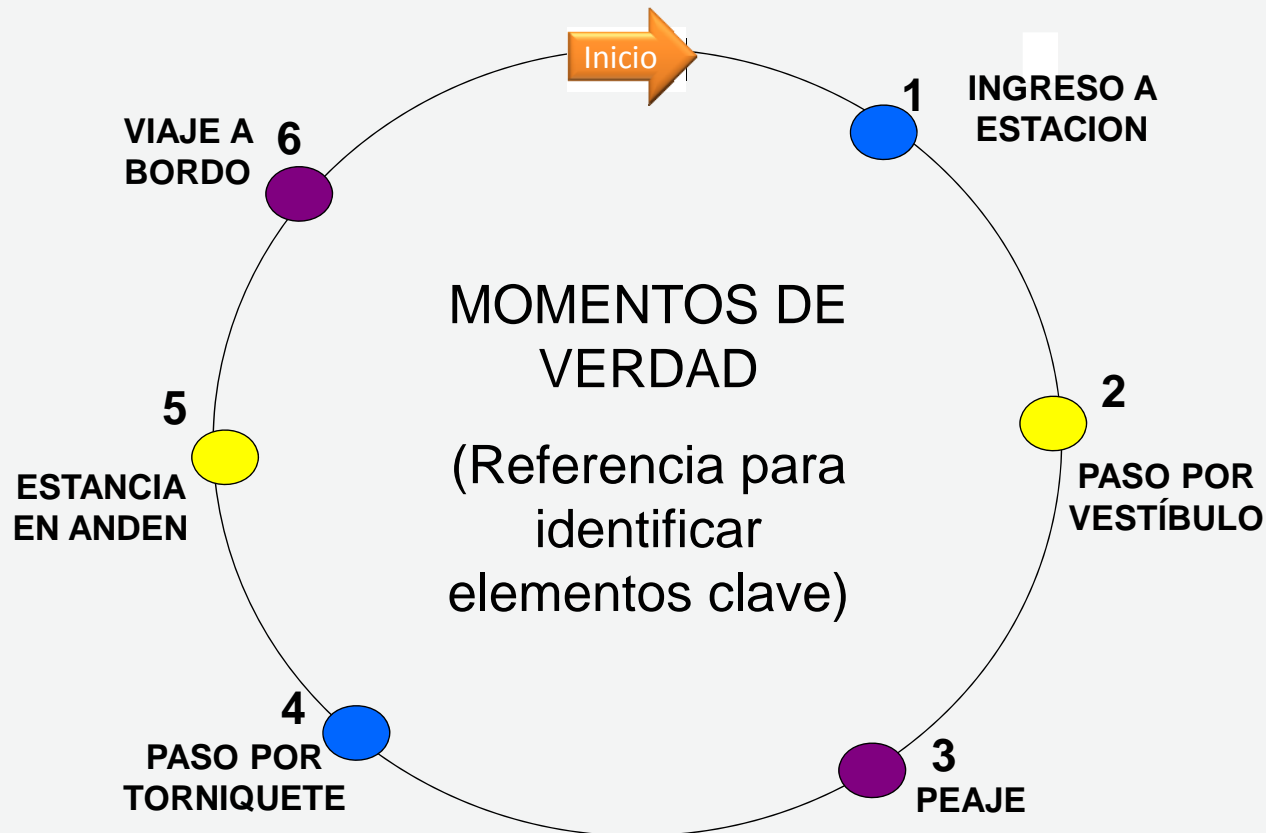 Inicio
1
INGRESO A
ESTACION
2
PASO POR
VESTÍBULO
3
PEAJE
4
PASO POR
TORNIQUETE
5
ESTANCIA
EN ANDEN
6
VIAJE A
BORDO
MOMENTOS DE
VERDAD
(Referencia para
identificar
elementos clave)